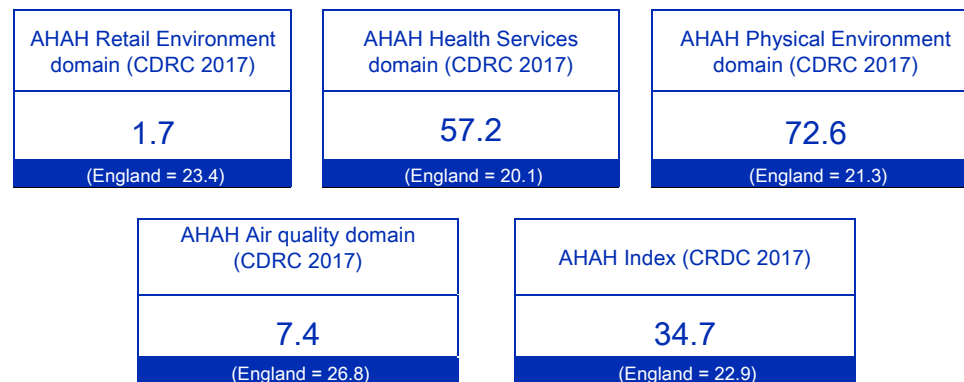 AHAH Retail Environment
domain (CDRC 2017)
1.7
(England = 23.4)
AHAH Health Services
domain (CDRC 2017)
57.2
(England = 20.1)
AHAH Physical Environment
domain (CDRC 2017)
72.6
(England = 21.3)
AHAH Air quality domain
(CDRC 2017)
7.4
(England = 26.8)
AHAH Index (CRDC 2017)
34.7
(England = 22.9)